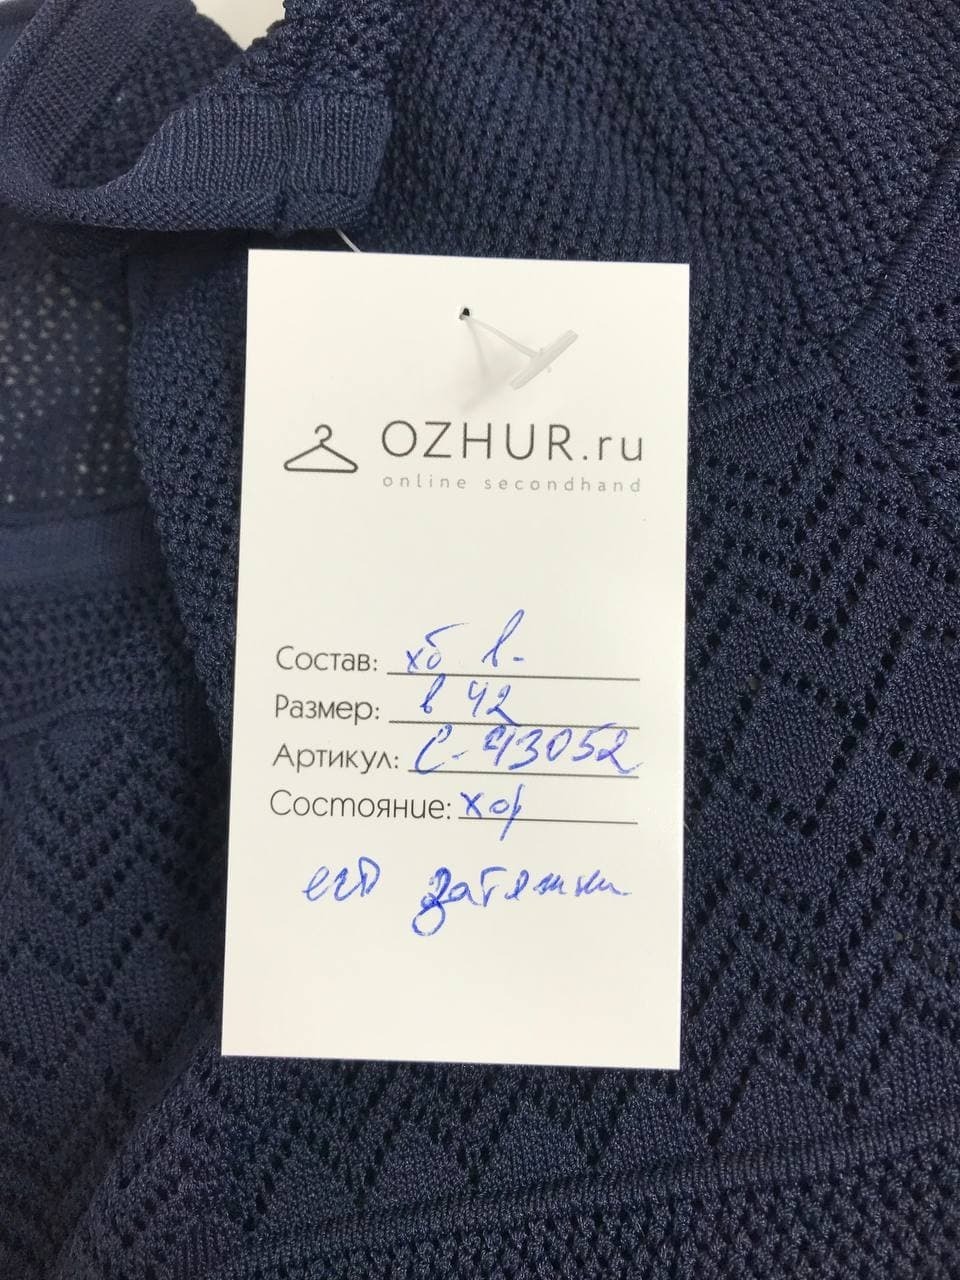 OZHUR.ru
online secondhand
Состав: хб в-
Размер: в 42
Артикул: С-43052
Состояние: хор
есть затяжки